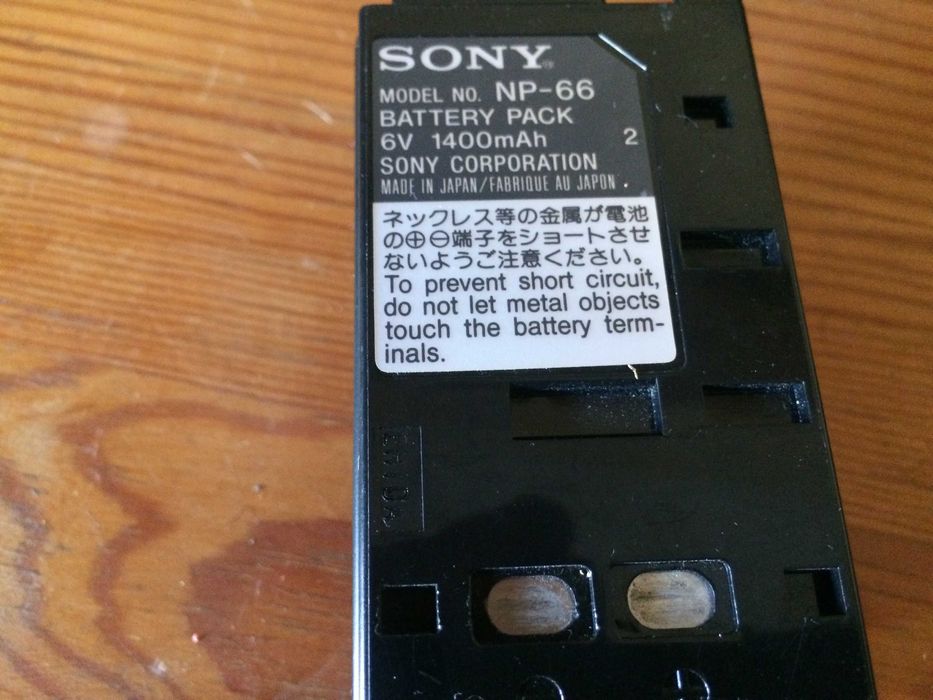 SONY®
MODEL NO. NP-66
BATTERY PACK
6V 1400mAh 2
SONY CORPORATION
MADE IN JAPAN/FABRIQUE AU JAPON
ネックレス等の金属が電池
の⊕⊖端子をショートさせ
ないようご注意ください。
To prevent short circuit,
do not let metal objects
touch the battery term-
inals.